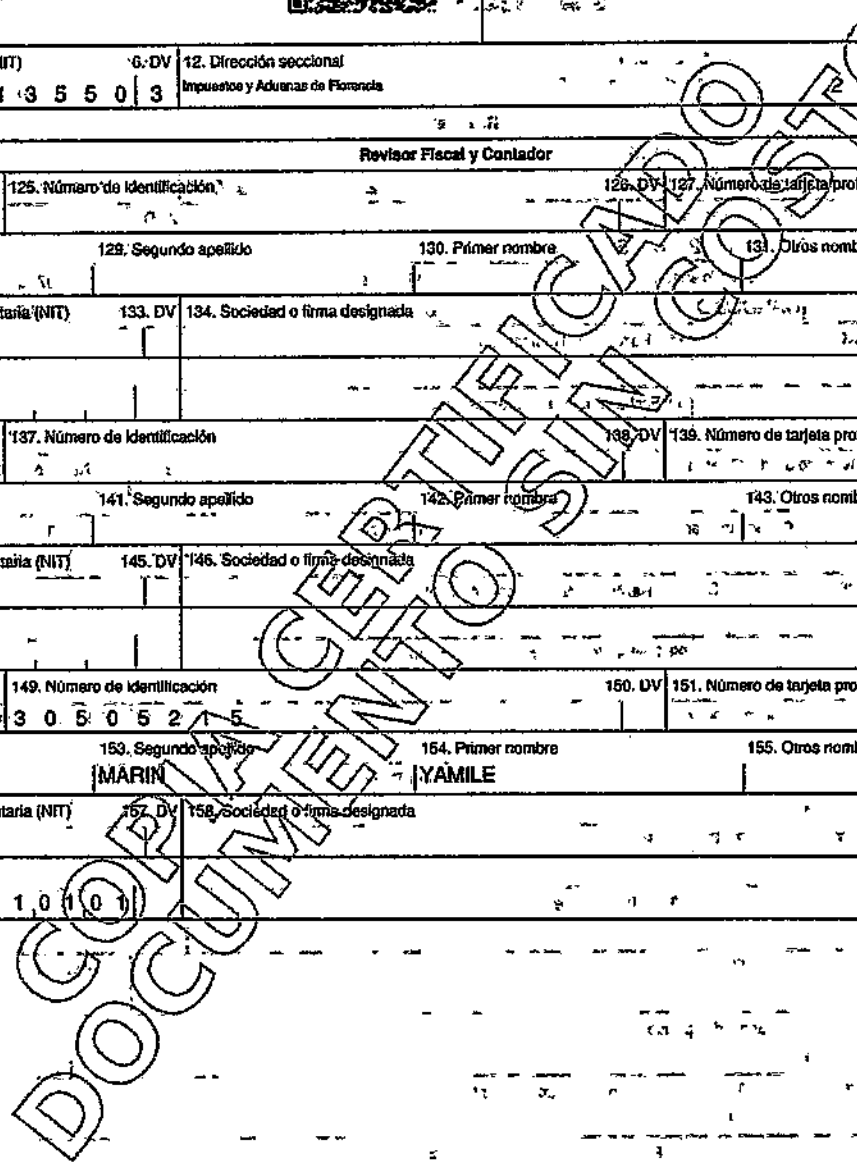 IIT) 6. DV 12. Dirección seccional
3 5 5 0 3 Impuestos y Aduanas de Florencia 2
Revisor Fiscal y Contador
125. Número de identificación 126. DV 127. Número de tarjeta prof
129. Segundo apellido 130. Primer nombre 131. Otros nomb
taria (NIT) 133. DV 134. Sociedad o firma designada
137. Número de identificación 138. DV 139. Número de tarjeta prof
141. Segundo apellido 142. Primer nombre 143. Otros nomb
taria (NIT) 145. DV 146. Sociedad o firma designada
149. Número de identificación 150. DV 151. Número de tarjeta prof
3 0 5 0 5 2 1 5
153. Segundo apellido 154. Primer nombre 155. Otros nomb
MARIN YAMILE
utaria (NIT) 157. DV 158. Sociedad o firma designada
1 0 1 0 1
COPIA CERTIFICADO
DOCUMENTO SIN COSTO